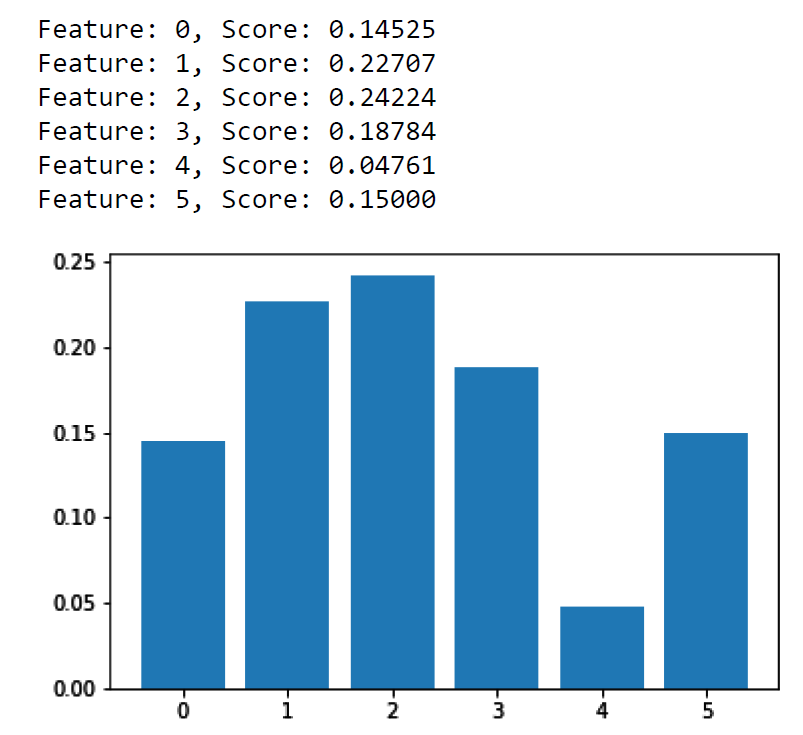 Feature: 0, Score: 0.14525
Feature: 1, Score: 0.22707
Feature: 2, Score: 0.24224
Feature: 3, Score: 0.18784
Feature: 4, Score: 0.04761
Feature: 5, Score: 0.15000
0.25
0.20
0.15
0.10
0.05
0.00
0 1 2 3 4 5